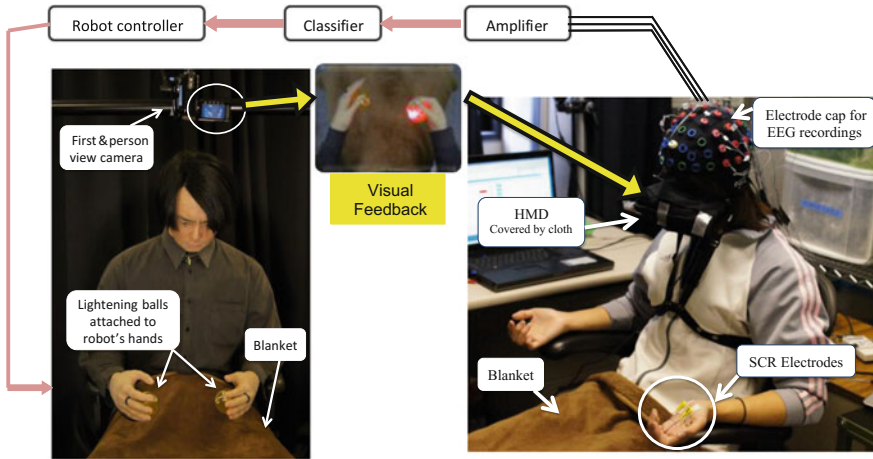 Robot controller
Classifier
Amplifier
First & person
view camera
Visual
Feedback
Electrode cap for
EEG recordings
HMD
Covered by cloth
Lightening balls
attached to
robot's hands
Blanket
Blanket
SCR Electrodes